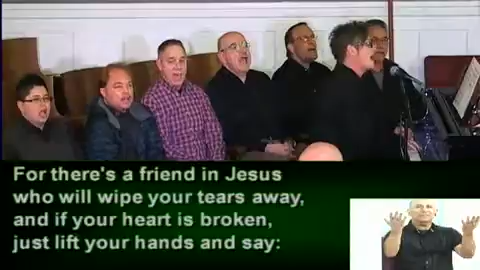 For there's a friend in Jesus
who will wipe your tears away,
and if your heart is broken,
just lift your hands and say: